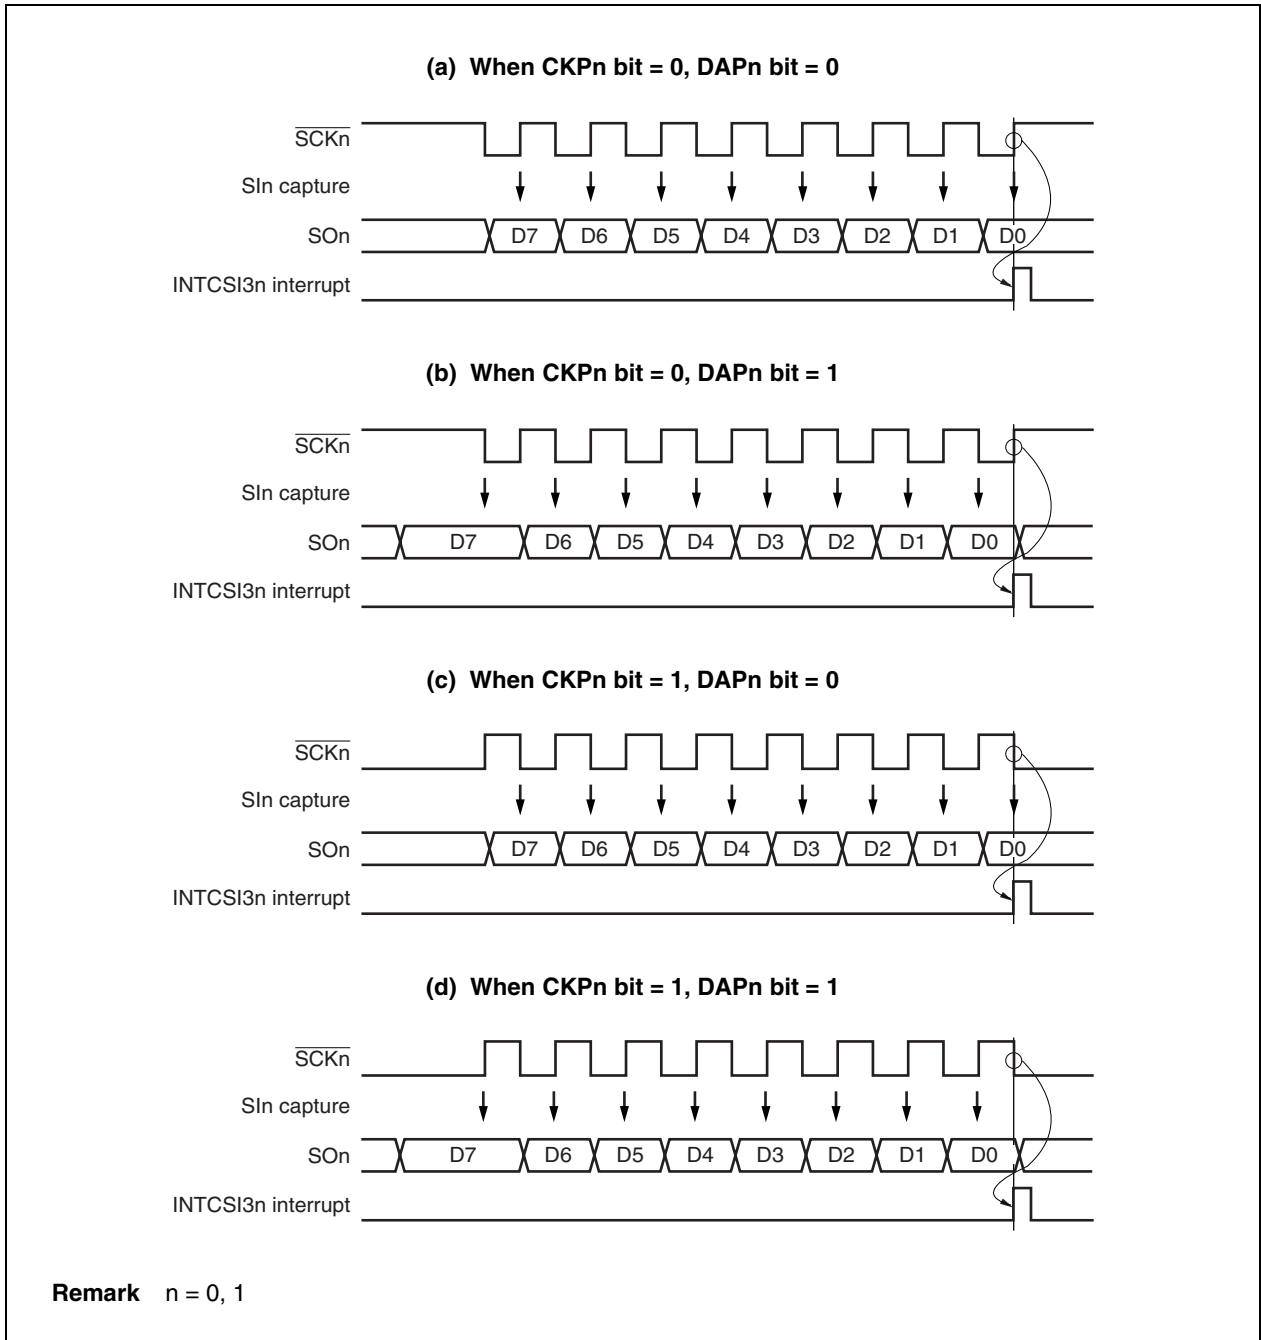 (a) When CKPn bit = 0, DAPn bit = 0
SCKn
SIn capture
SOn D7 D6 D5 D4 D3 D2 D1 D0
INTCSI3n interrupt
(b) When CKPn bit = 0, DAPn bit = 1
SCKn
SIn capture
SOn D7 D6 D5 D4 D3 D2 D1 D0
INTCSI3n interrupt
(c) When CKPn bit = 1, DAPn bit = 0
SCKn
SIn capture
SOn D7 D6 D5 D4 D3 D2 D1 D0
INTCSI3n interrupt
(d) When CKPn bit = 1, DAPn bit = 1
SCKn
SIn capture
SOn D7 D6 D5 D4 D3 D2 D1 D0
INTCSI3n interrupt
Remark n = 0, 1